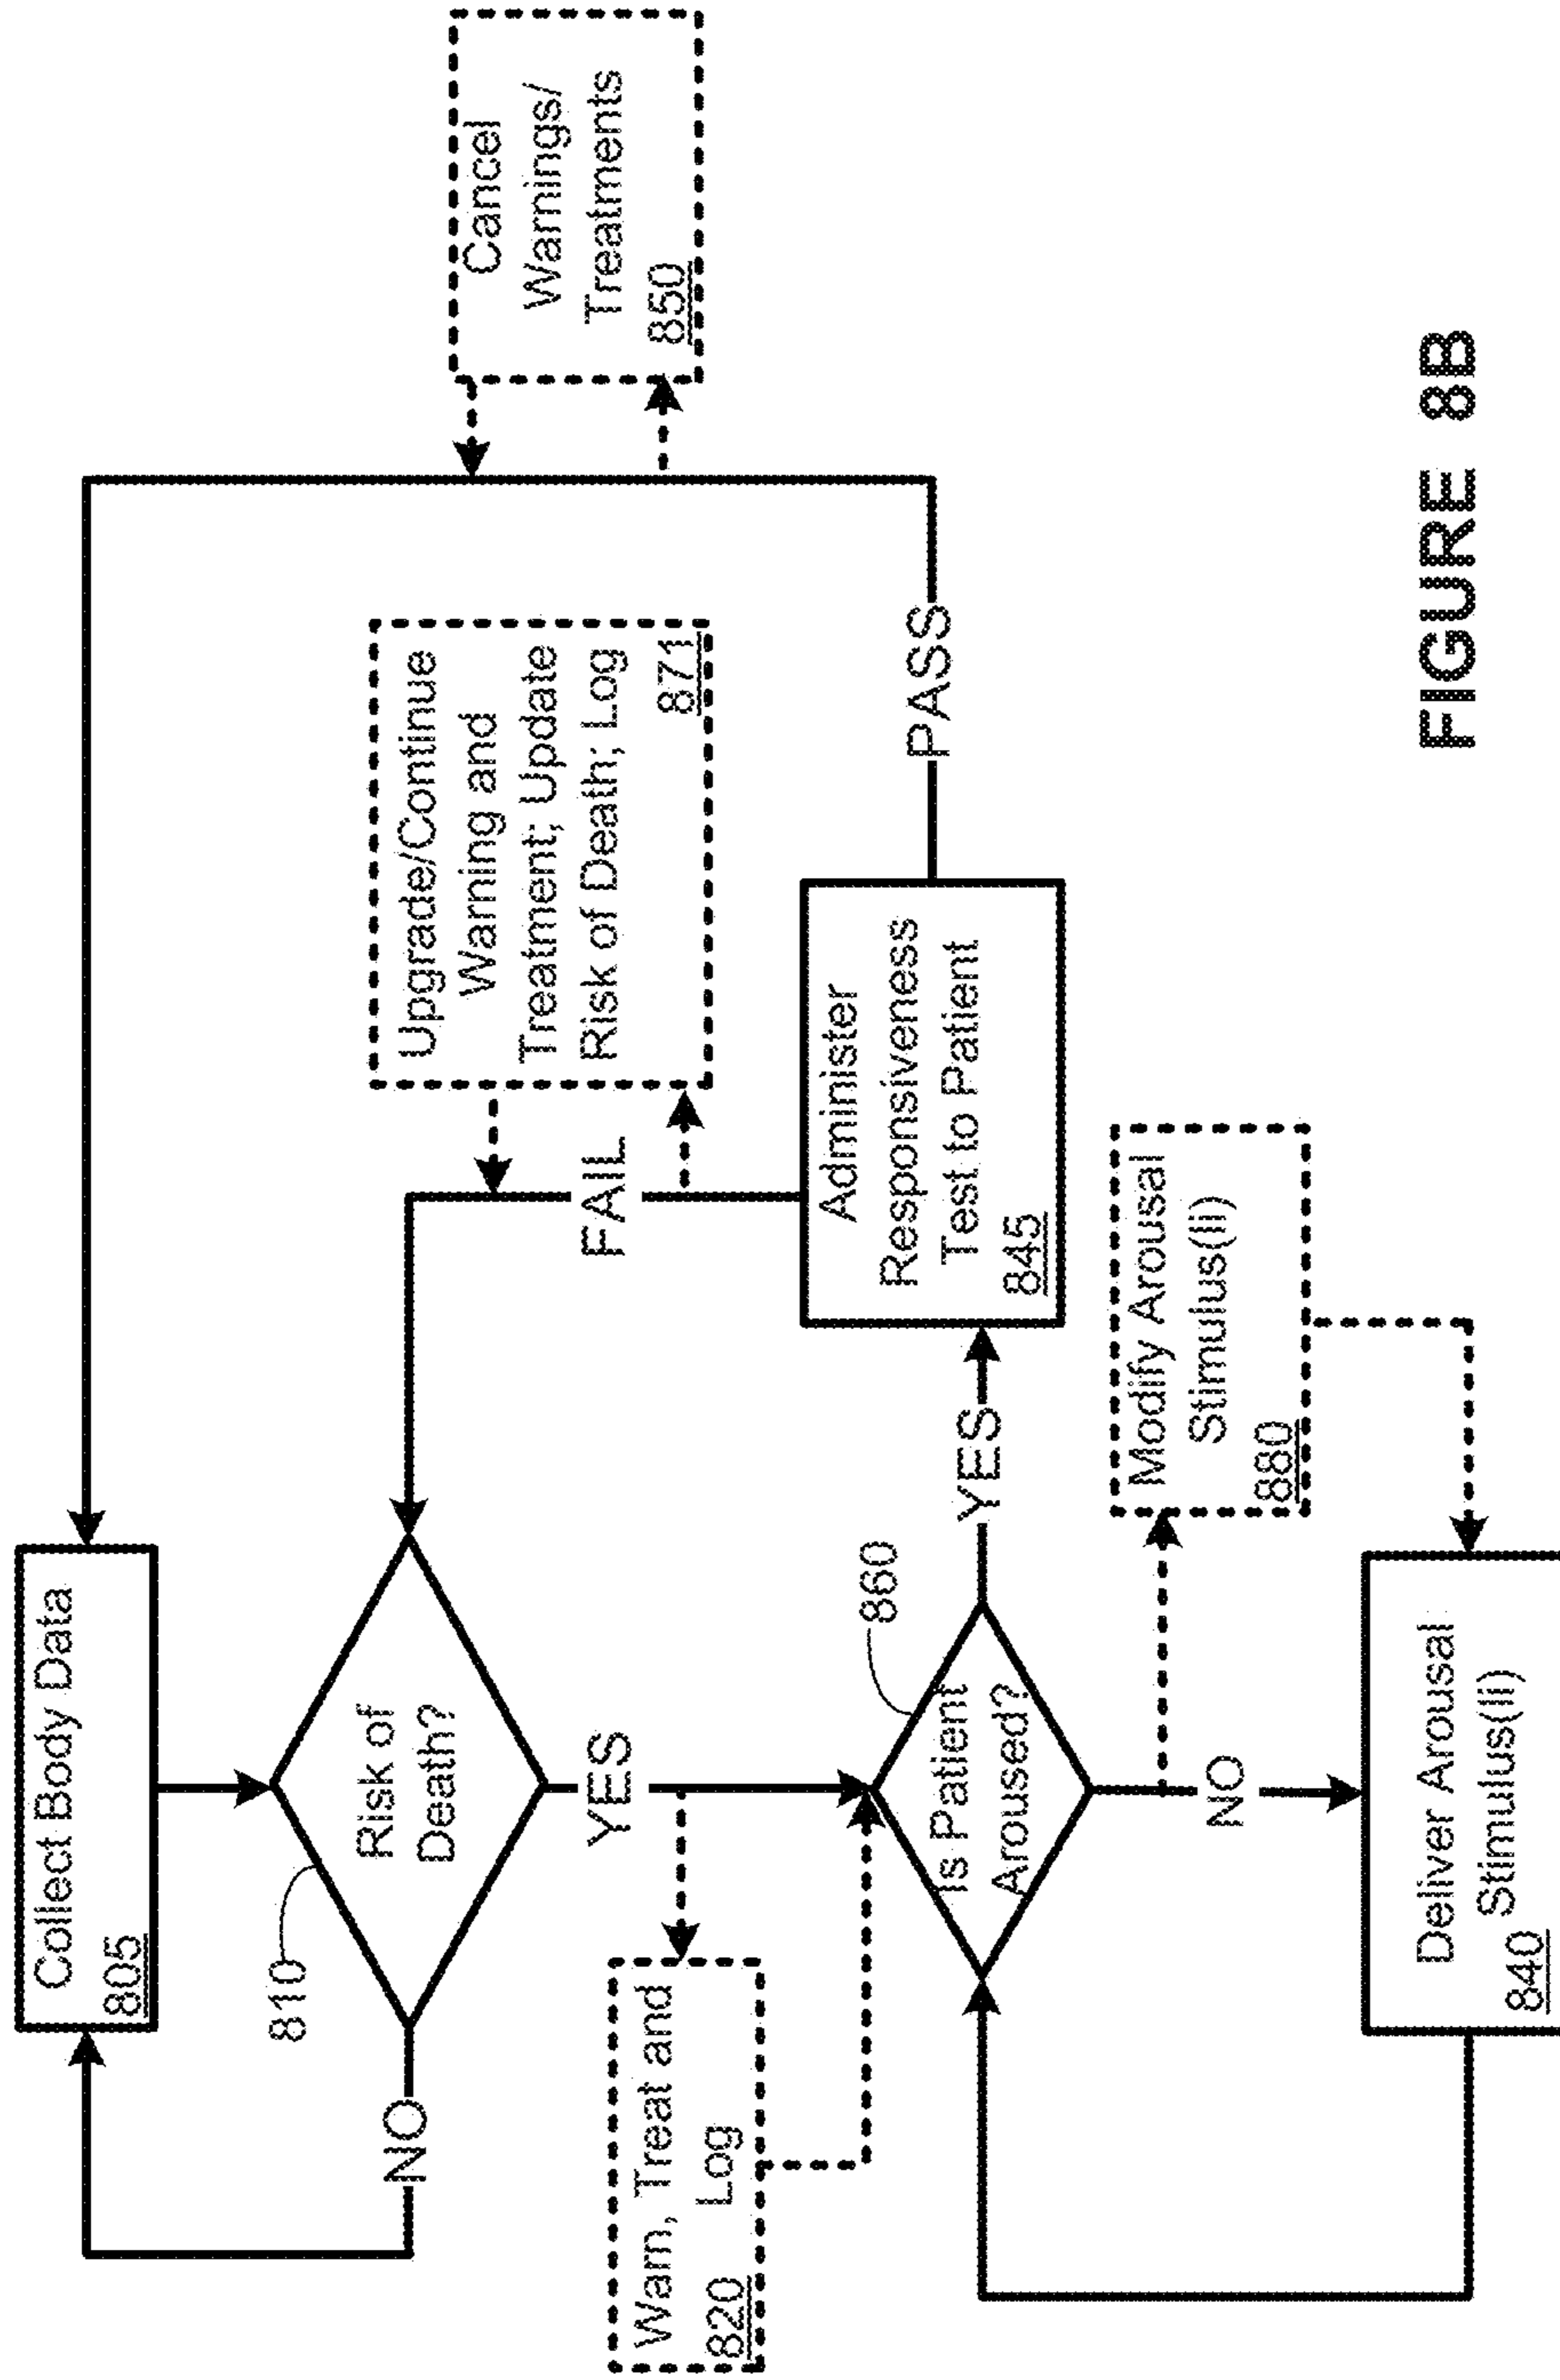 Collect Body Data
805
810
Risk of
Death?
NO
YES
Warn, Treat and
Log
820
860
Is Patient
Aroused?
YES
NO
Deliver Arousal
Stimulus(li)
840
Modify Arousal
Stimulus(li)
880
Administer
Responsiveness
Test to Patient
845
FAIL
PASS
Upgrade/Continue
Warning and
Treatment; Update
Risk of Death; Log
871
Cancel
Warnings/
Treatments
850
FIGURE 8B